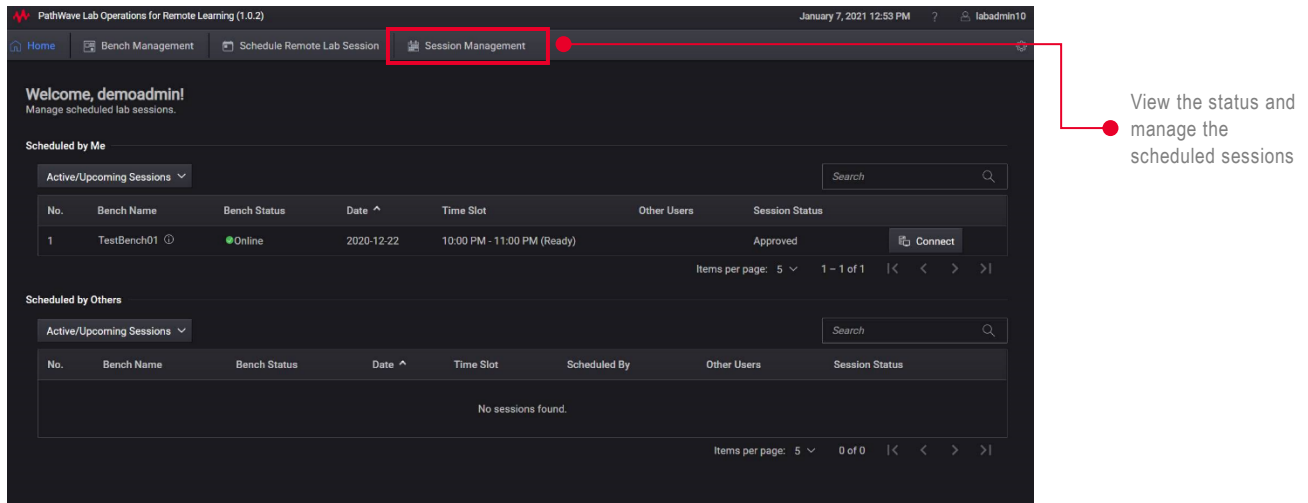 PathWave Lab Operations for Remote Learning (1.0.2) January 7, 2021 12:53 PM ? labadmin10
Home Bench Management Schedule Remote Lab Session Session Management
Welcome, demoadmin!
Manage scheduled lab sessions.
View the status and
manage the
scheduled sessions
Scheduled by Me
Active/Upcoming Sessions Search
No. Bench Name Bench Status Date Time Slot Other Users Session Status
1 TestBench01 Online 2020-12-22 10:00 PM - 11:00 PM (Ready) Approved Connect
Items per page: 5 1 – 1 of 1
Scheduled by Others
Active/Upcoming Sessions Search
No. Bench Name Bench Status Date Time Slot Scheduled By Other Users Session Status
No sessions found.
Items per page: 5 0 of 0